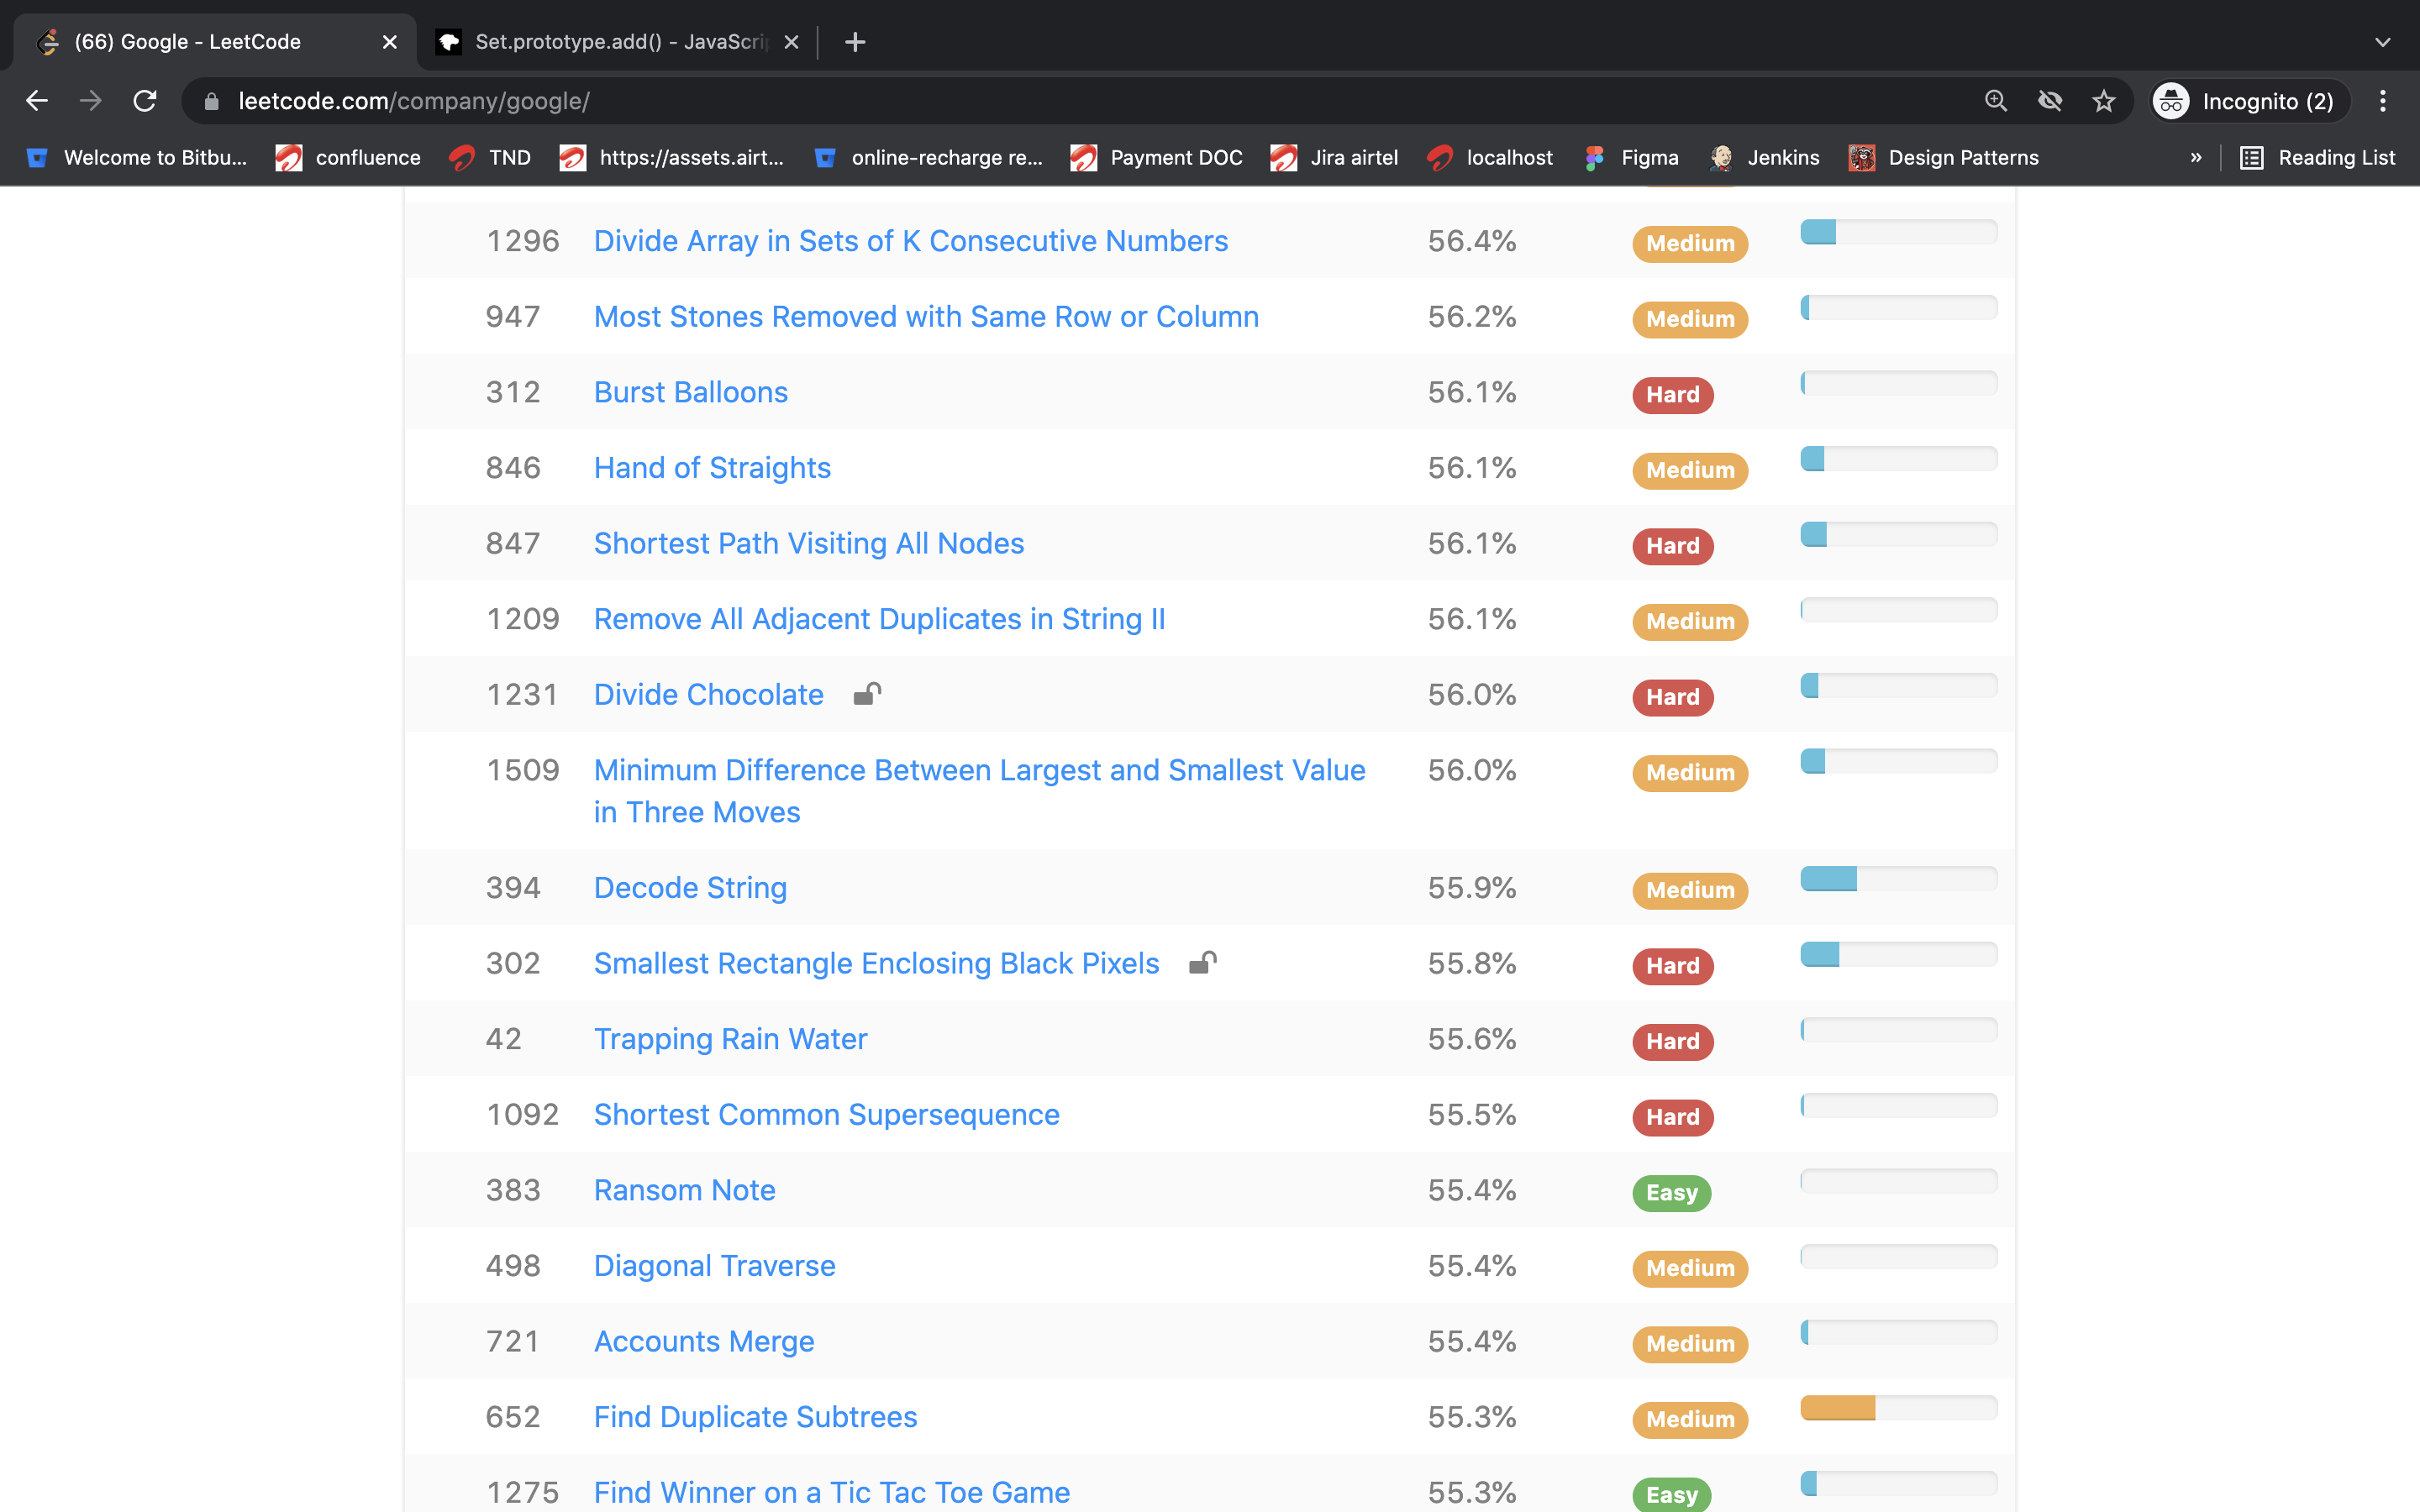 (66) Google - LeetCode
Set.prototype.add() - JavaScrip
leetcode.com/company/google/
Incognito (2)
Welcome to Bitbu... confluence TND https://assets.airt... online-recharge re... Payment DOC Jira airtel localhost Figma Jenkins Design Patterns » Reading List
1296 Divide Array in Sets of K Consecutive Numbers 56.4% Medium
947 Most Stones Removed with Same Row or Column 56.2% Medium
312 Burst Balloons 56.1% Hard
846 Hand of Straights 56.1% Medium
847 Shortest Path Visiting All Nodes 56.1% Hard
1209 Remove All Adjacent Duplicates in String II 56.1% Medium
1231 Divide Chocolate 56.0% Hard
1509 Minimum Difference Between Largest and Smallest Value 56.0% Medium
in Three Moves
394 Decode String 55.9% Medium
302 Smallest Rectangle Enclosing Black Pixels 55.8% Hard
42 Trapping Rain Water 55.6% Hard
1092 Shortest Common Supersequence 55.5% Hard
383 Ransom Note 55.4% Easy
498 Diagonal Traverse 55.4% Medium
721 Accounts Merge 55.4% Medium
652 Find Duplicate Subtrees 55.3% Medium
1275 Find Winner on a Tic Tac Toe Game 55.3% Easy